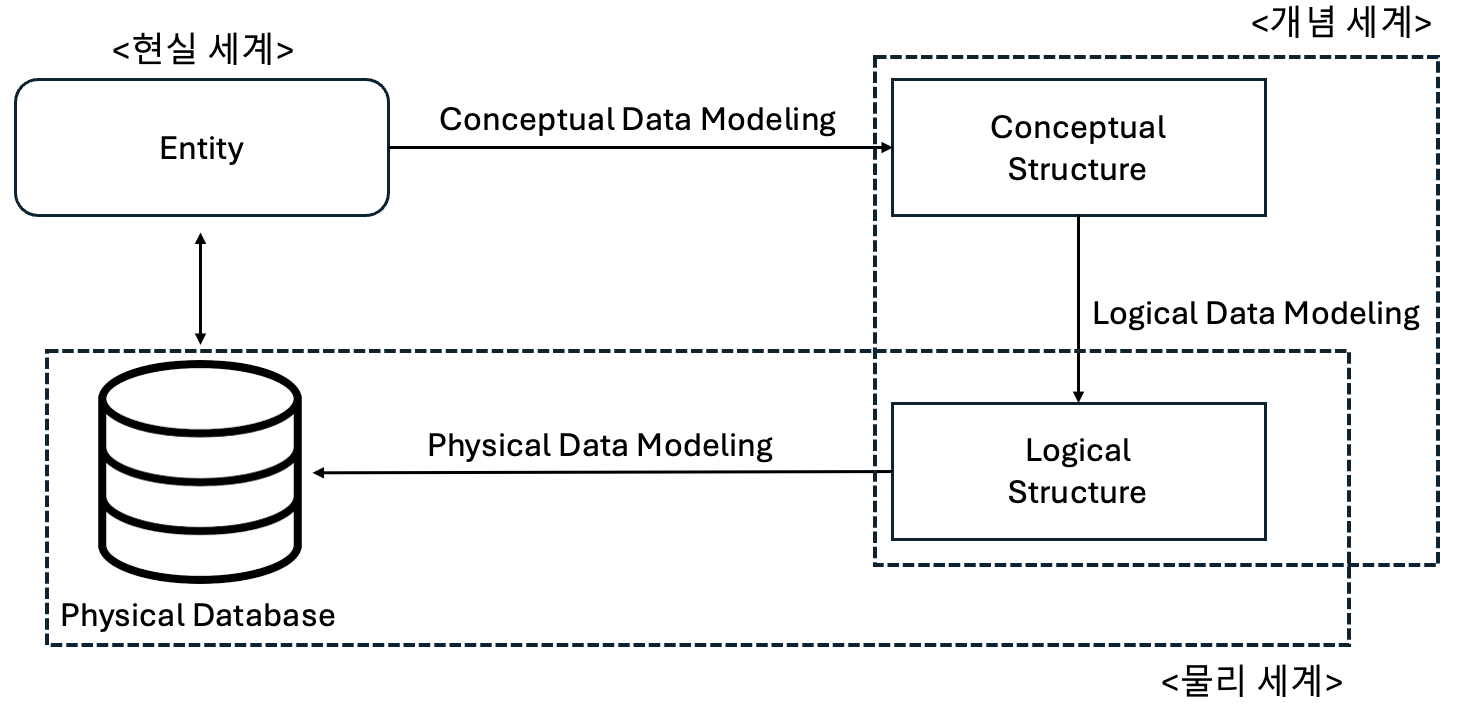 <현실 세계>
<개념 세계>
Entity
Conceptual Data Modeling
Conceptual
Structure
Logical Data Modeling
Physical Data Modeling
Logical
Structure
Physical Database
<물리 세계>